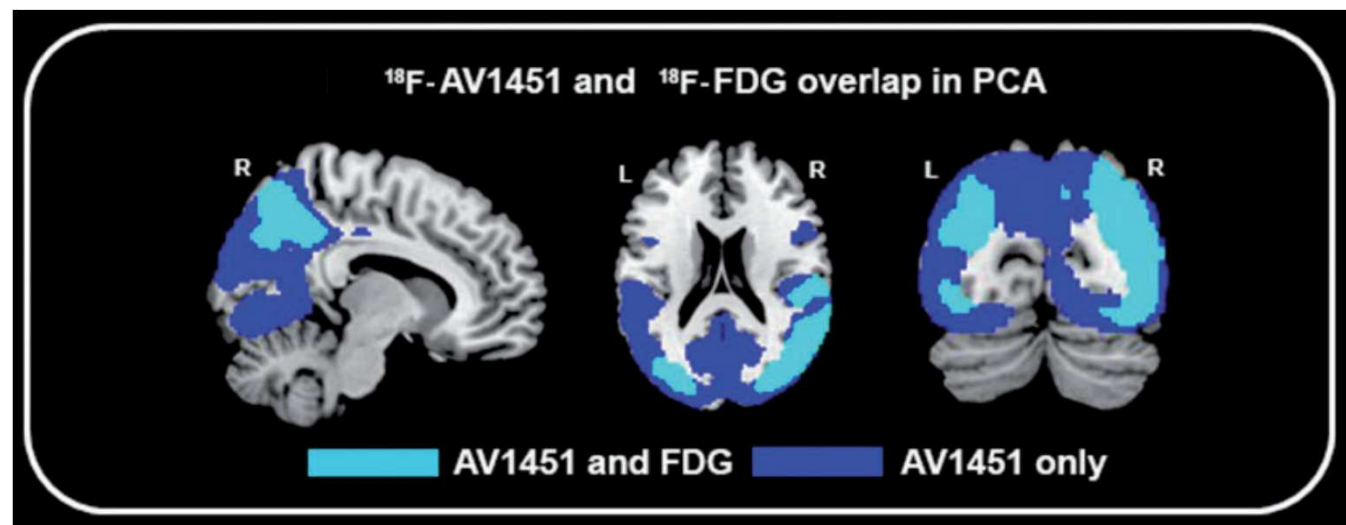 ¹⁸F-AV1451 and ¹⁸F-FDG overlap in PCA
R
L R
L R
AV1451 and FDG AV1451 only